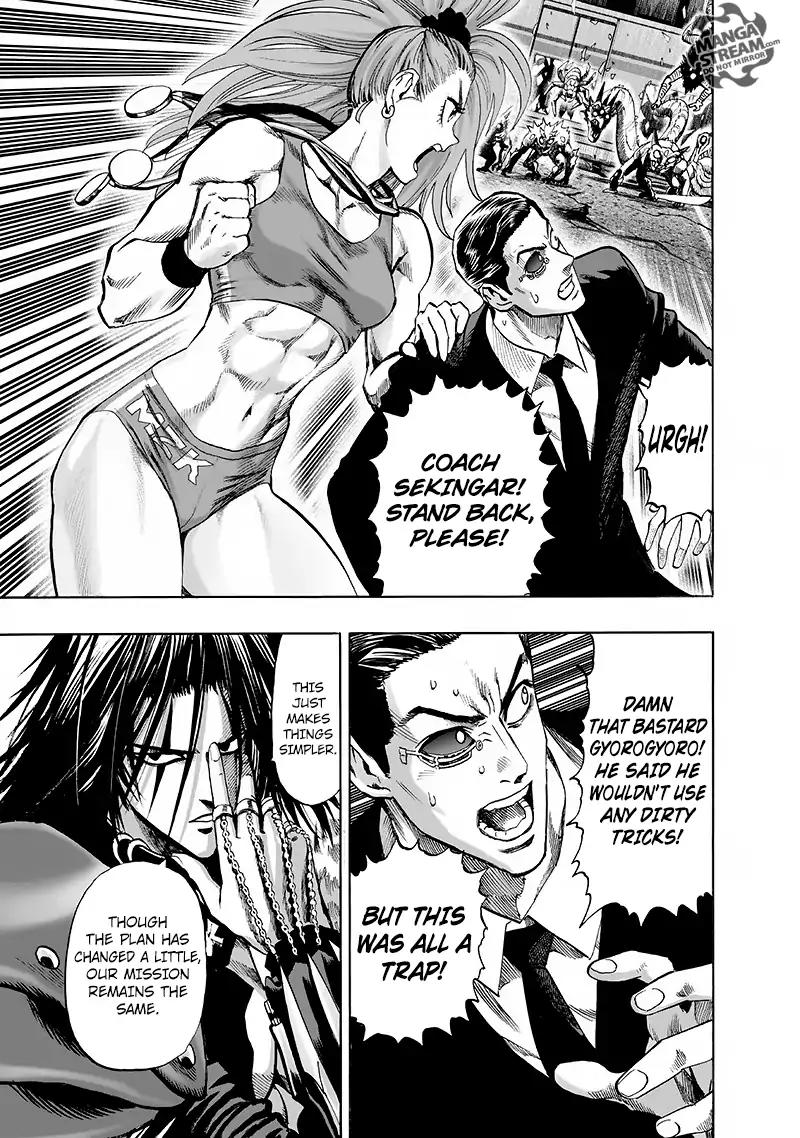 MANGA
STREAM.com
DO NOT MIRROR
URGH!
COACH
SEKINGAR!
STAND BACK,
PLEASE!
MIZK
DAMN
THAT BASTARD
GYOROGYORO!
HE SAID HE
WOULDN'T USE
ANY DIRTY
TRICKS!
BUT THIS
WAS ALL A
TRAP!
THIS
JUST
MAKES
THINGS
SIMPLER.
THOUGH
THE PLAN HAS
CHANGED A LITTLE,
OUR MISSION
REMAINS THE
SAME.